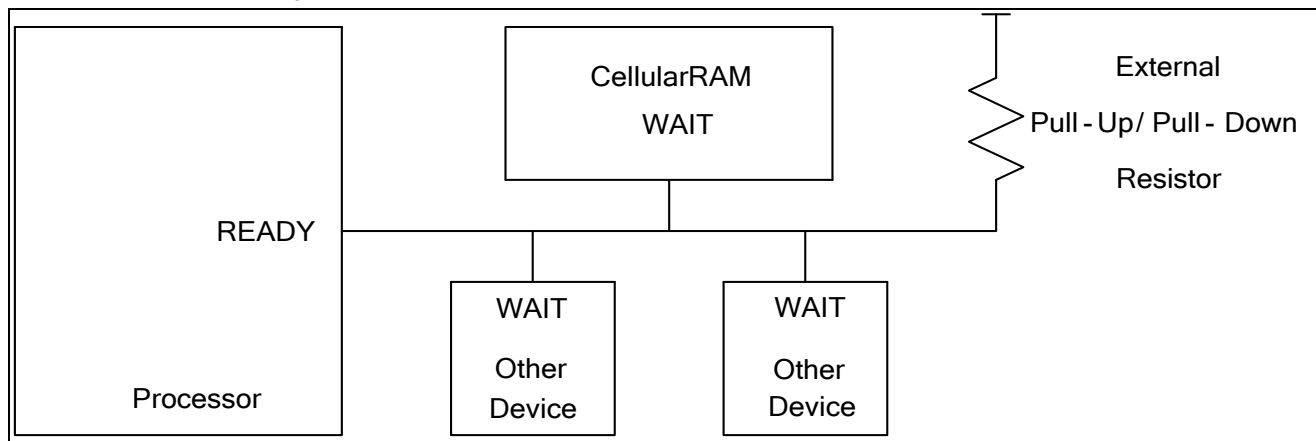 CellularRAM
WAIT
External
Pull-Up/ Pull-Down
Resistor
READY
WAIT
Other
Device
WAIT
Other
Device
Processor